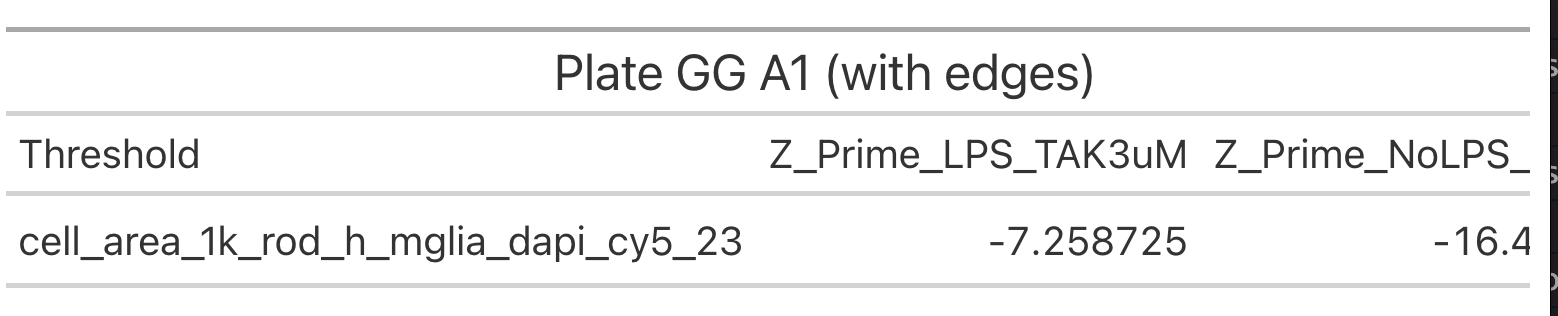 Plate GG A1 (with edges)
Threshold Z_Prime_LPS_TAK3uM Z_Prime_NoLPS_
cell_area_1k_rod_h_mglia_dapi_cy5_23 -7.258725 -16.4